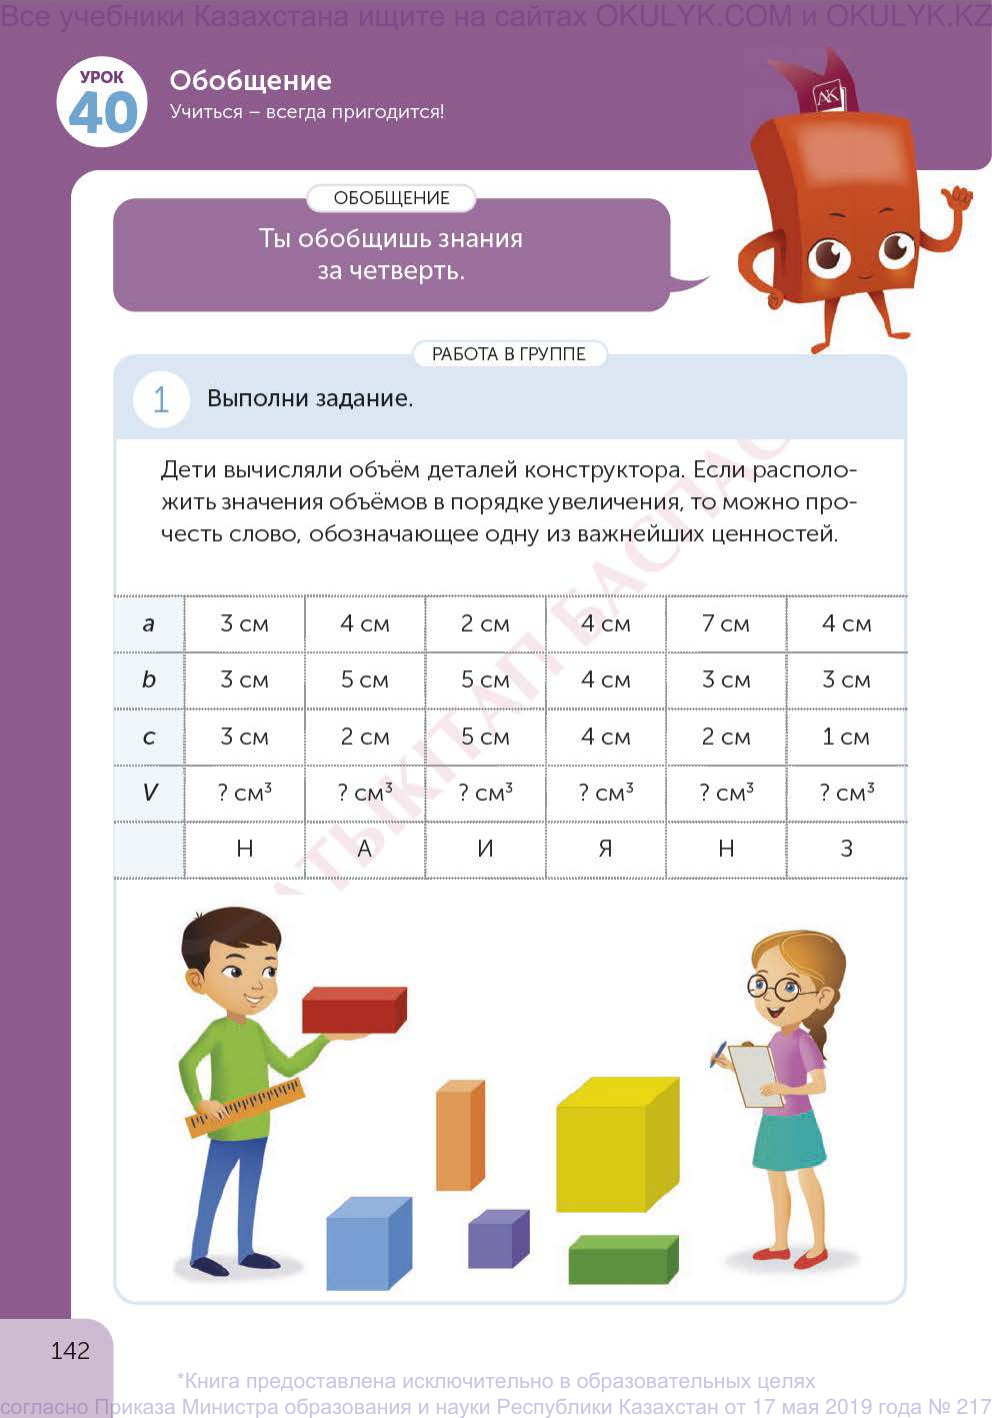 Все учебники Казахстана ищите на сайтах OKULYK.COM и OKULYK.KZ
УРОК
40
Обобщение
Учиться – всегда пригодится!
АК
ОБОБЩЕНИЕ
Ты обобщишь знания
за четверть.
РАБОТА В ГРУППЕ
1 Выполни задание.
Дети вычисляли объём деталей конструктора. Если располо-
жить значения объёмов в порядке увеличения, то можно про-
честь слово, обозначающее одну из важнейших ценностей.
a 3 см 4 см 2 см 4 см 7 см 4 см
b 3 см 5 см 5 см 4 см 3 см 3 см
c 3 см 2 см 5 см 4 см 2 см 1 см
V ? см³ ? см³ ? см³ ? см³ ? см³ ? см³
Н А И Я Н З
АТЫКІТАП БАСПАС
142
*Книга предоставлена исключительно в образовательных целях
согласно Приказа Министра образования и науки Республики Казахстан от 17 мая 2019 года № 217